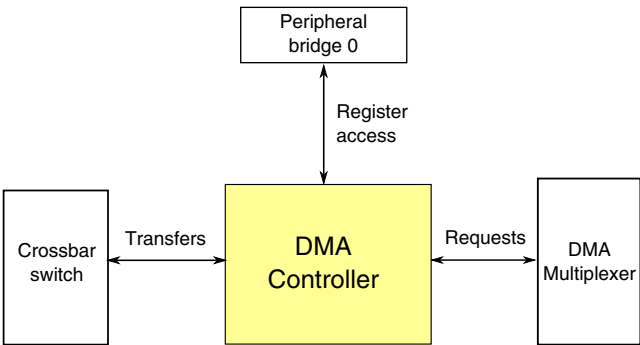 Peripheral
bridge 0
Register
access
Crossbar
switch
Transfers
DMA
Controller
Requests
DMA
Multiplexer